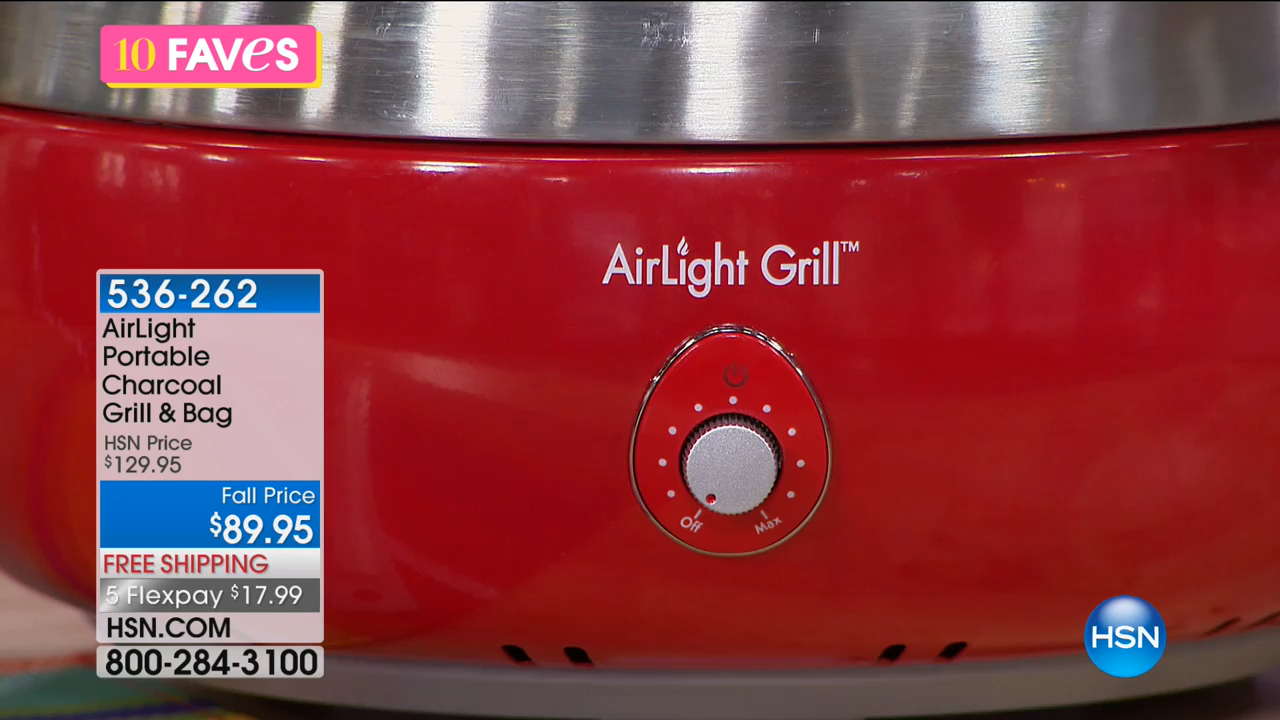 10 FAVES
AirLight Grill™
536-262
AirLight
Portable
Charcoal
Grill & Bag
HSN Price
$129.95
Fall Price
$89.95
FREE SHIPPING
5 Flexpay $17.99
HSN.COM
800-284-3100
Off
Max
HSN